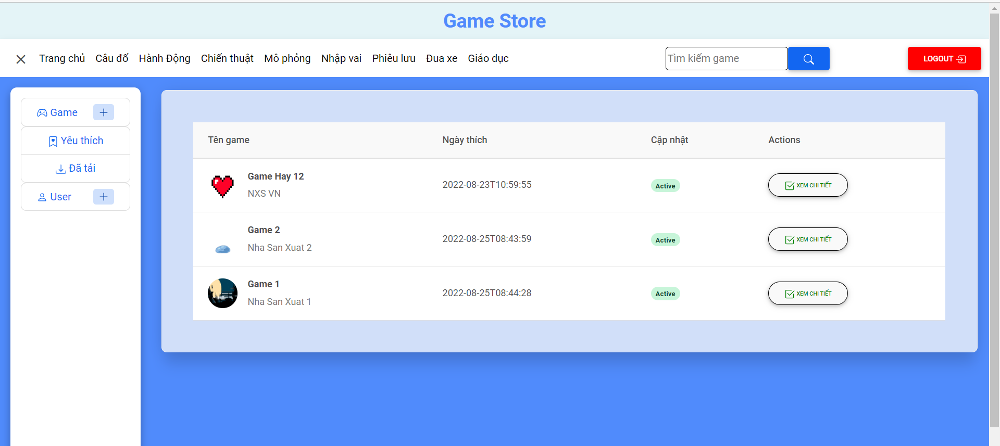 Game Store
Trang chủ Câu đố Hành Động Chiến thuật Mô phỏng Nhập vai Phiêu lưu Đua xe Giáo dục Tìm kiếm game LOGOUT
Game
Yêu thích
Đã tải
User
Tên game Ngày thích Cập nhật Actions
Game Hay 12
NXS VN
2022-08-23T10:59:55 Active XEM CHI TIẾT
Game 2
Nha San Xuat 2
2022-08-25T08:43:59 Active XEM CHI TIẾT
Game 1
Nha San Xuat 1
2022-08-25T08:44:28 Active XEM CHI TIẾT